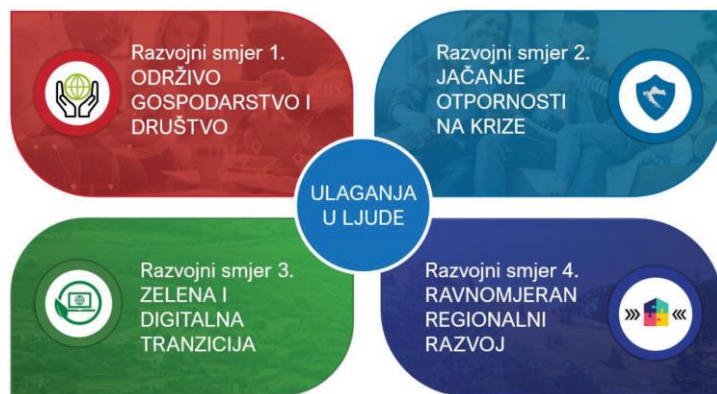 Razvojni smjer 1.
ODRŽIVO
GOSPODARSTVO I
DRUŠTVO
Razvojni smjer 2.
JAČANJE
OTPORNOSTI
NA KRIZE
ULAGANJA
U LJUDE
Razvojni smjer 3.
ZELENA I
DIGITALNA
TRANZICIJA
Razvojni smjer 4.
RAVNOMJERAN
REGIONALNI
RAZVOJ